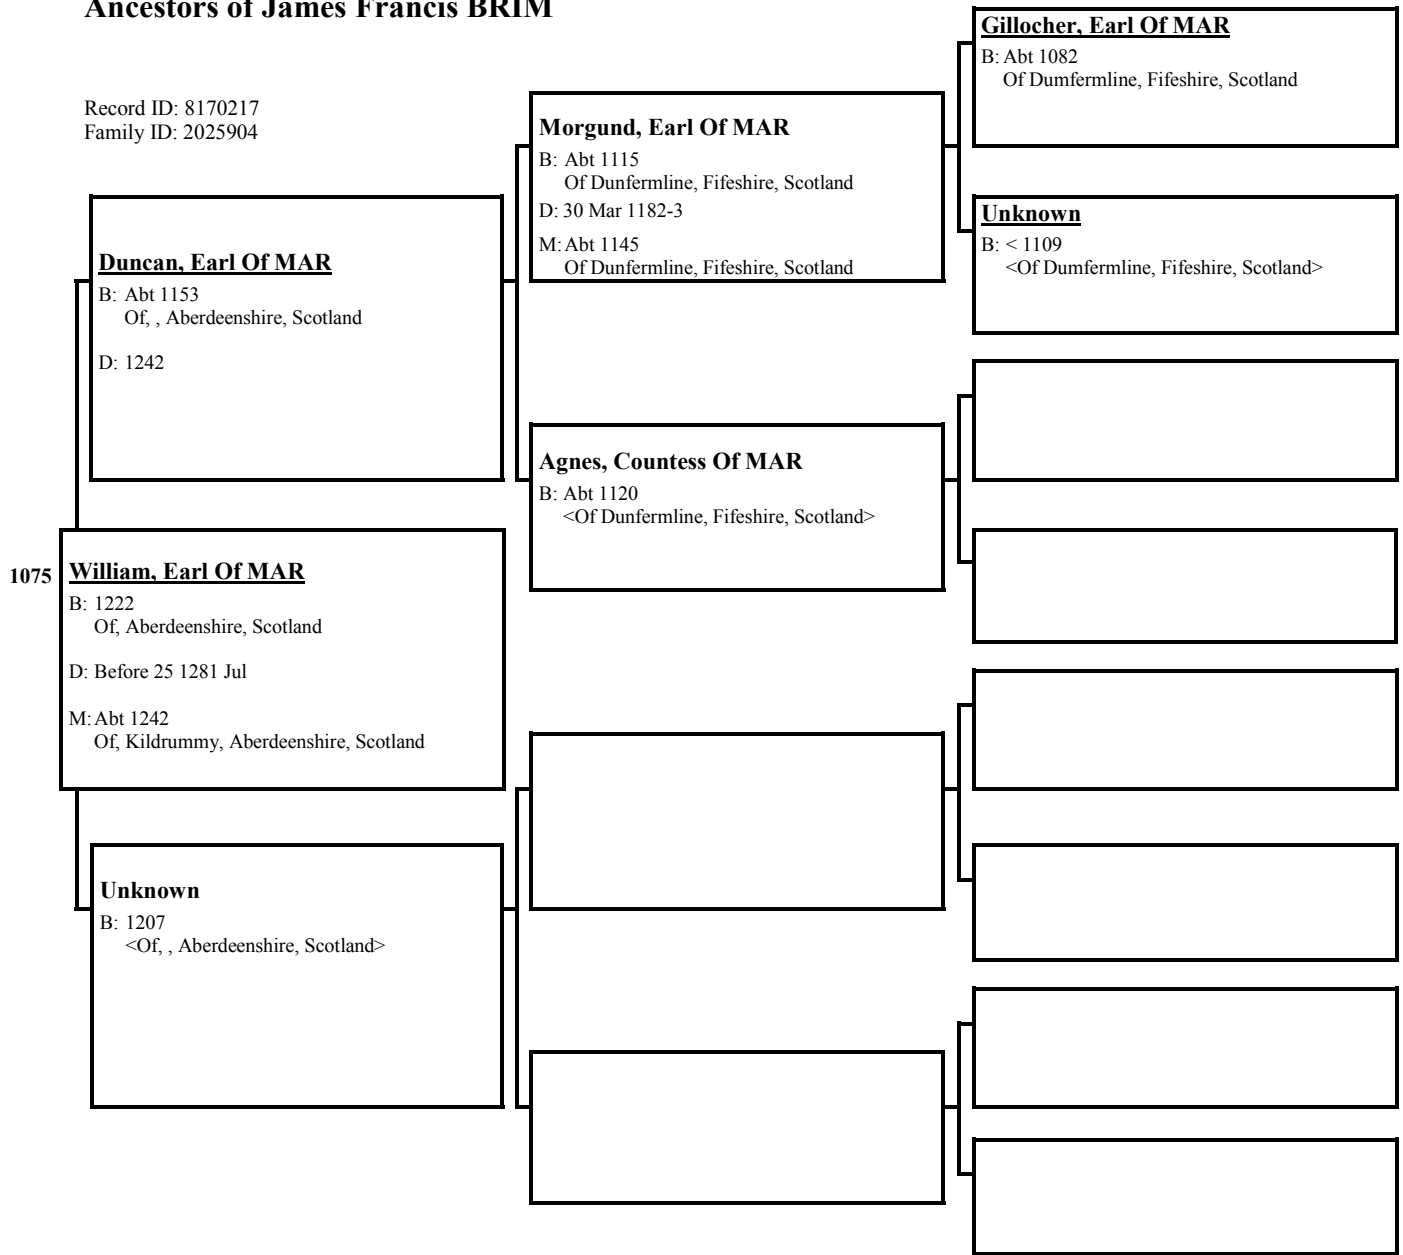 Ancestors of James Francis BRIM
Record ID: 8170217
Family ID: 2025904
Gillocher, Earl Of MAR
B: Abt 1082
Of Dumfermline, Fifeshire, Scotland
Morgund, Earl Of MAR
B: Abt 1115
Of Dunfermline, Fifeshire, Scotland
D: 30 Mar 1182-3
M: Abt 1145
Of Dunfermline, Fifeshire, Scotland
Unknown
B: < 1109
<Of Dumfermline, Fifeshire, Scotland>
Duncan, Earl Of MAR
B: Abt 1153
Of, , Aberdeenshire, Scotland
D: 1242
Agnes, Countess Of MAR
B: Abt 1120
<Of Dunfermline, Fifeshire, Scotland>
1075 William, Earl Of MAR
B: 1222
Of, Aberdeenshire, Scotland
D: Before 25 1281 Jul
M: Abt 1242
Of, Kildrummy, Aberdeenshire, Scotland
Unknown
B: 1207
<Of, , Aberdeenshire, Scotland>